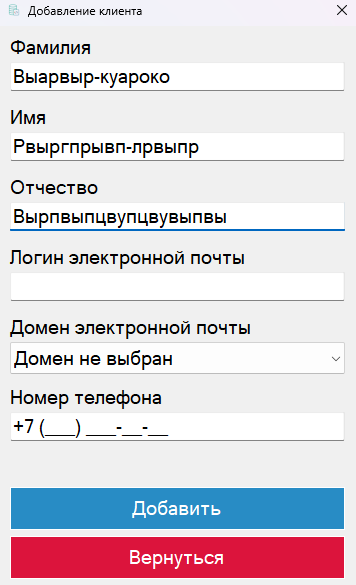 Добавление клиента
Фамилия
Выарвыр-куароко
Имя
Рвыргпрывп-лрвыпр
Отчество
Вырпвыпцвупцвувыпвы
Логин электронной почты
Домен электронной почты
Домен не выбран
Номер телефона
+7 (___) ___-__-__
Добавить
Вернуться